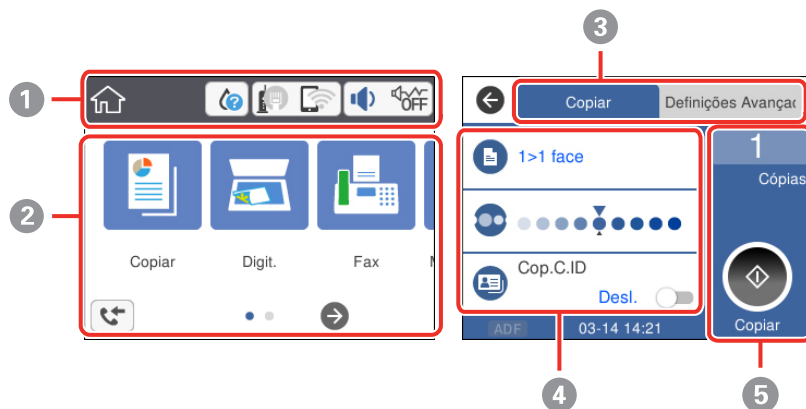 3
1
OFF
Copiar
Definições Avançac
1>1 face
1
Cópias
2
Copiar
Digit.
Fax
Cop.C.ID
Desl.
ADF
03-14 14:21
Copiar
4
5